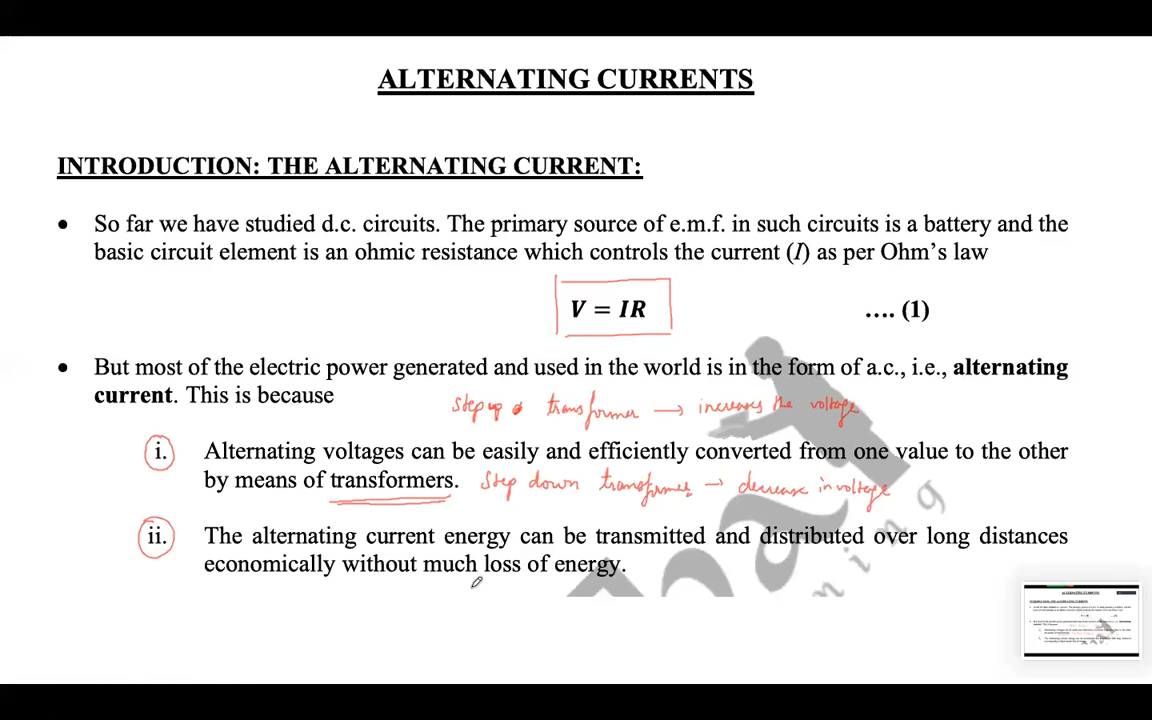 ALTERNATING CURRENTS
INTRODUCTION: THE ALTERNATING CURRENT:
• So far we have studied d.c. circuits. The primary source of e.m.f. in such circuits is a battery and the
basic circuit element is an ohmic resistance which controls the current (I) as per Ohm's law
V = IR …. (1)
• But most of the electric power generated and used in the world is in the form of a.c., i.e., alternating
current. This is because
Step up transformer → increases the voltage
i. Alternating voltages can be easily and efficiently converted from one value to the other
by means of transformers. Step down transformer → decrease in voltage
ii. The alternating current energy can be transmitted and distributed over long distances
economically without much loss of energy.